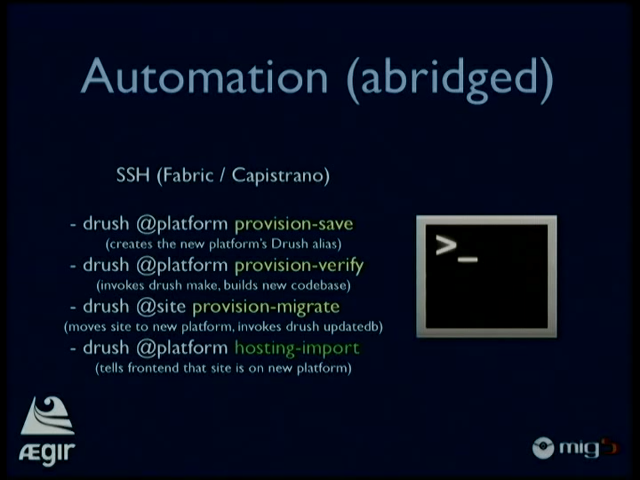 Automation (abridged)
SSH (Fabric / Capistrano)
- drush @platform provision-save
(creates the new platform's Drush alias)
- drush @platform provision-verify
(invokes drush make, builds new codebase)
- drush @site provision-migrate
(moves site to new platform, invokes drush updatedb)
- drush @platform hosting-import
(tells frontend that site is on new platform)
>_
ÆGIR
mig5